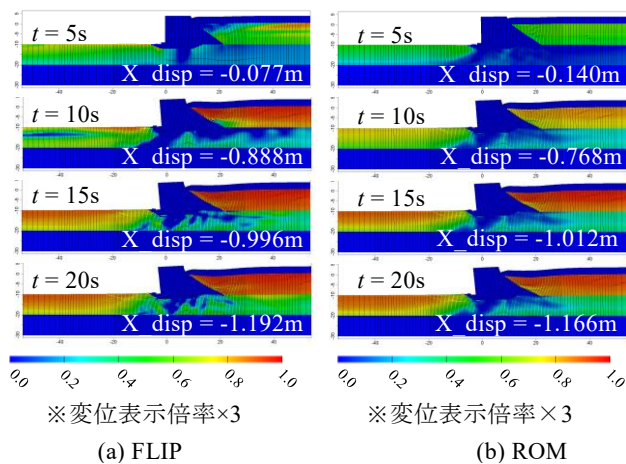 t = 5s
X_disp = -0.077m
t = 10s
X_disp = -0.888m
t = 15s
X_disp = -0.996m
t = 20s
X_disp = -1.192m
0.0 0.2 0.4 0.6 0.8 1.0
※変位表示倍率×3
(a) FLIP
t = 5s
X_disp = -0.140m
t = 10s
X_disp = -0.768m
t = 15s
X_disp = -1.012m
t = 20s
X_disp = -1.166m
0.0 0.2 0.4 0.6 0.8 1.0
※変位表示倍率×3
(b) ROM